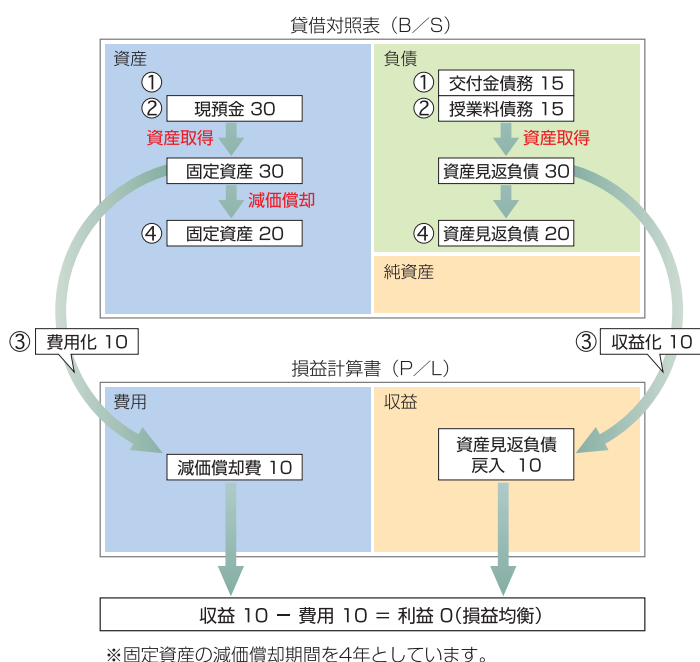 貸借対照表（B／S）
資産
負債
①
① 交付金債務 15
② 現預金 30
② 授業料債務 15
資産取得
資産取得
固定資産 30
資産見返負債 30
減価償却
④ 固定資産 20
④ 資産見返負債 20
純資産
③ 費用化 10
③ 収益化 10
損益計算書（P／L）
費用
収益
減価償却費 10
資産見返負債
戻入 10
収益 10 − 費用 10 ＝ 利益 0(損益均衡)
※固定資産の減価償却期間を4年としています。